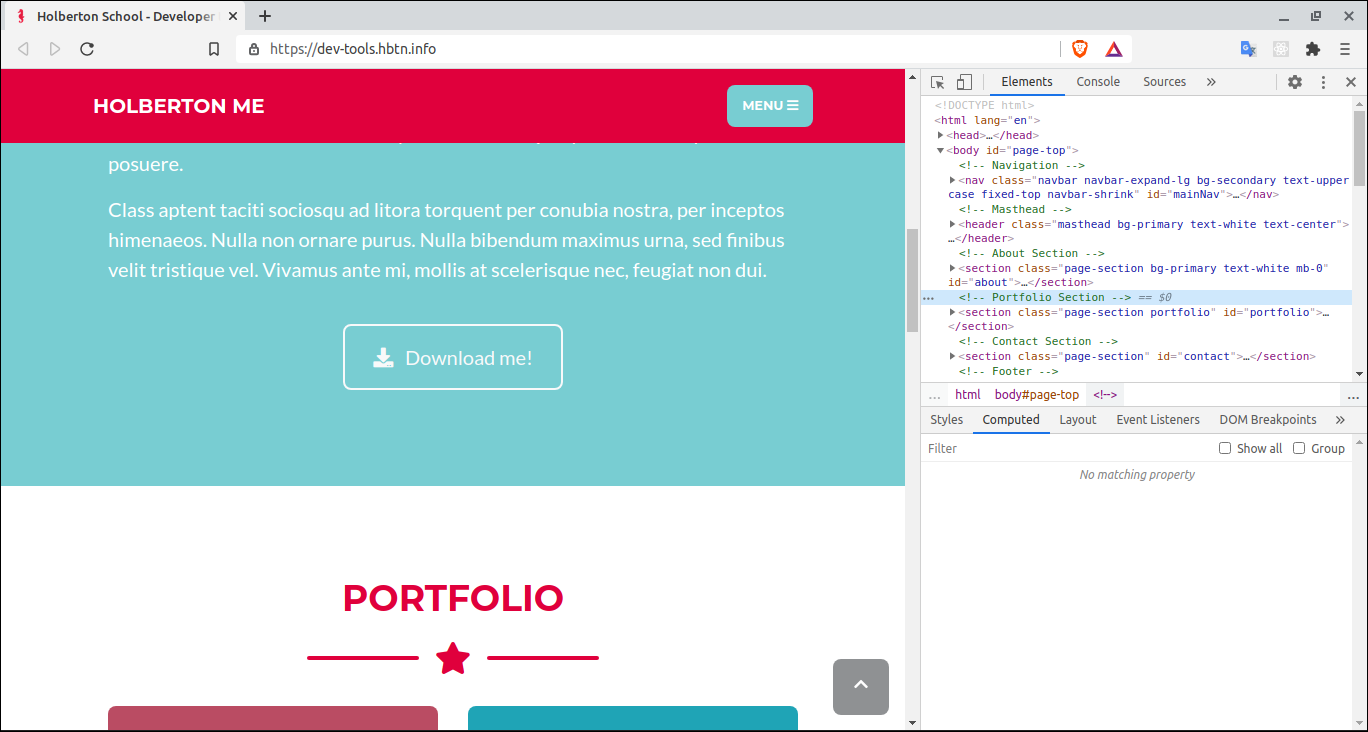 Holberton School - Developer
https://dev-tools.hbtn.info
HOLBERTON ME
MENU
posuere.
Class aptent taciti sociosqu ad litora torquent per conubia nostra, per inceptos
himenaeos. Nulla non ornare purus. Nulla bibendum maximus urna, sed finibus
velit tristique vel. Vivamus ante mi, mollis at scelerisque nec, feugiat non dui.
Download me!
PORTFOLIO
Elements Console Sources »
<!DOCTYPE html>
<html lang="en">
<head>…</head>
<body id="page-top">
<!-- Navigation -->
<nav class="navbar navbar-expand-lg bg-secondary text-upper
case fixed-top navbar-shrink" id="mainNav">…</nav>
<!-- Masthead -->
<header class="masthead bg-primary text-white text-center">
…</header>
<!-- About Section -->
<section class="page-section bg-primary text-white mb-0"
id="about">…</section>
… <!-- Portfolio Section --> == $0
<section class="page-section portfolio" id="portfolio">…
</section>
<!-- Contact Section -->
<section class="page-section" id="contact">…</section>
<!-- Footer -->
… html body#page-top <!--> …
Styles Computed Layout Event Listeners DOM Breakpoints »
Filter Show all Group
No matching property